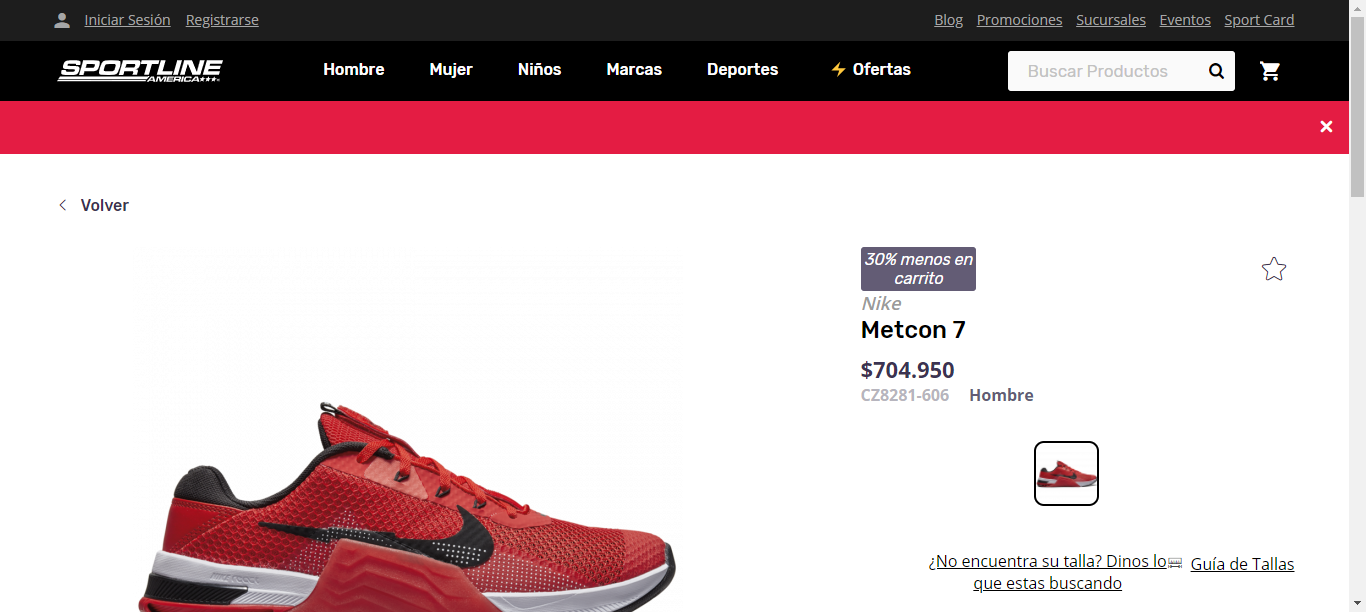 Iniciar Sesión Registrarse Blog Promociones Sucursales Eventos Sport Card
SPORTLINE
AMERICA
Hombre Mujer Niños Marcas Deportes ⚡ Ofertas Buscar Productos
Volver
30% menos en
carrito
Nike
Metcon 7
$704.950
CZ8281-606 Hombre
¿No encuentra su talla? Dinos lo
que estas buscando
Guía de Tallas